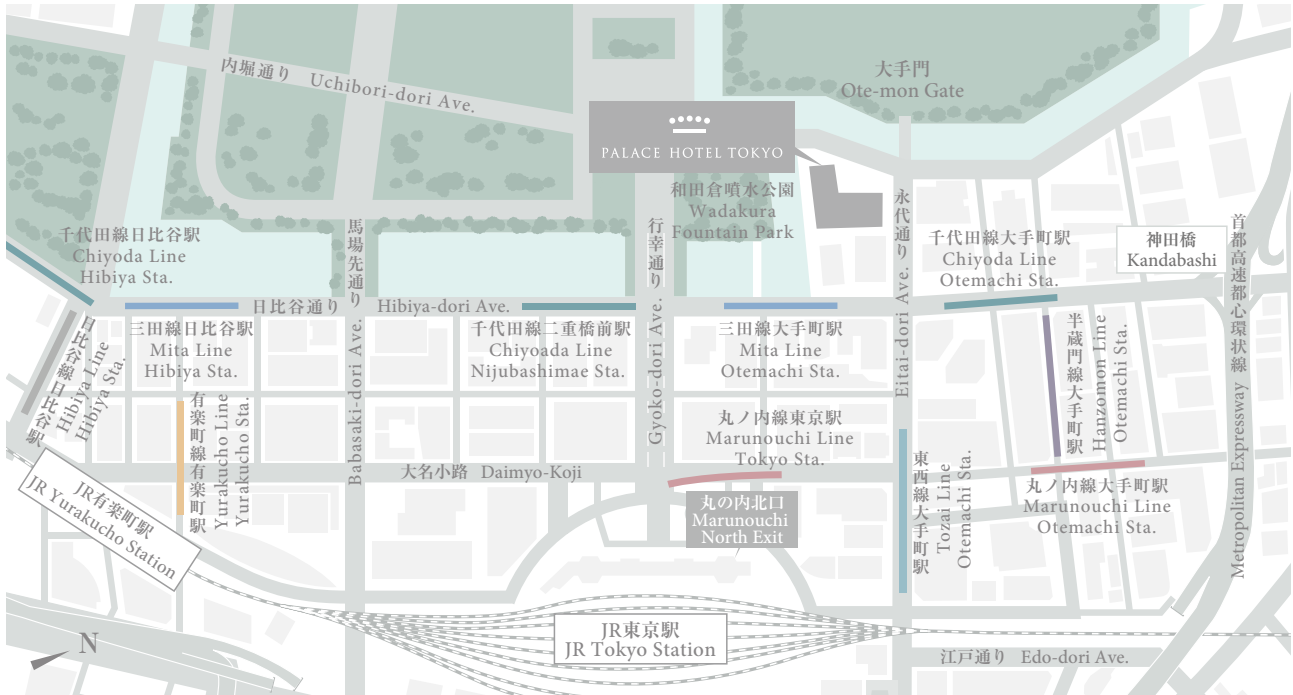 内堀通り Uchibori-dori Ave.
大手門
Ote-mon Gate
PALACE HOTEL TOKYO
和田倉噴水公園
Wadakura
Fountain Park
永代通り Eitai-dori Ave.
行幸通り Gyoko-dori Ave.
馬場先通り Babasaki-dori Ave.
千代田線日比谷駅
Chiyoda Line
Hibiya Sta.
千代田線大手町駅
Chiyoda Line
Otemachi Sta.
神田橋
Kandabashi
首都高速都心環状線 Metropolitan Expressway
日比谷通り Hibiya-dori Ave.
日比谷線日比谷駅
Hibiya Line
Hibiya Sta.
三田線日比谷駅
Mita Line
Hibiya Sta.
千代田線二重橋前駅
Chiyoada Line
Nijubashimae Sta.
三田線大手町駅
Mita Line
Otemachi Sta.
半蔵門線大手町駅
Hanzomon Line
Otemachi Sta.
有楽町線有楽町駅
Yurakucho Line
Yurakucho Sta.
丸ノ内線東京駅
Marunouchi Line
Tokyo Sta.
大名小路 Daimyo-Koji
東西線大手町駅
Tozai Line
Otemachi Sta.
丸ノ内線大手町駅
Marunouchi Line
Otemachi Sta.
丸の内北口
Marunouchi
North Exit
JR有楽町駅
JR Yurakucho Station
JR東京駅
JR Tokyo Station
江戸通り Edo-dori Ave.
N